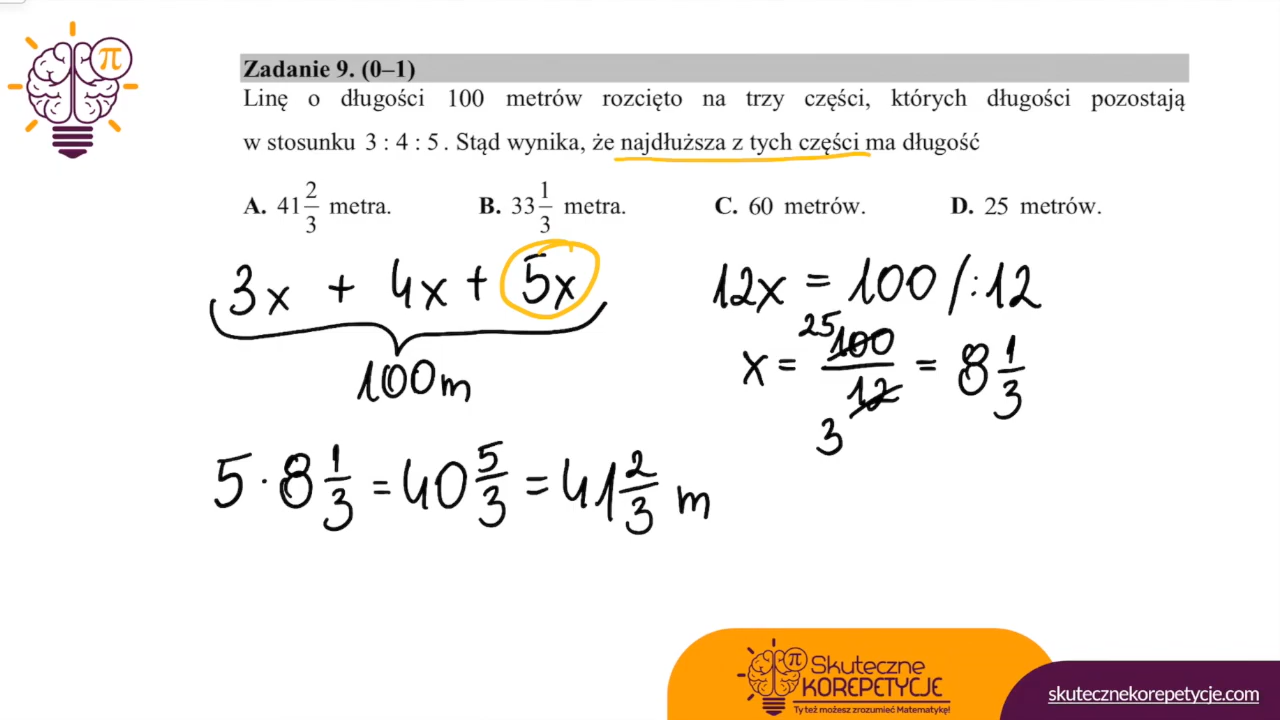 π
Zadanie 9. (0–1)
Linę o długości 100 metrów rozcięto na trzy części, których długości pozostają
w stosunku 3 : 4 : 5 . Stąd wynika, że najdłuższa z tych części ma długość
A. 41 2/3 metra. B. 33 1/3 metra. C. 60 metrów. D. 25 metrów.
3x + 4x + 5x
100m
12x = 100 /:12
x = 25 100/12 3 = 8 1/3
5 · 8 1/3 = 40 5/3 = 41 2/3 m
π
Skuteczne
KOREPETYCJE
Ty też możesz zrozumieć Matematykę!
skutecznekorepetycje.com